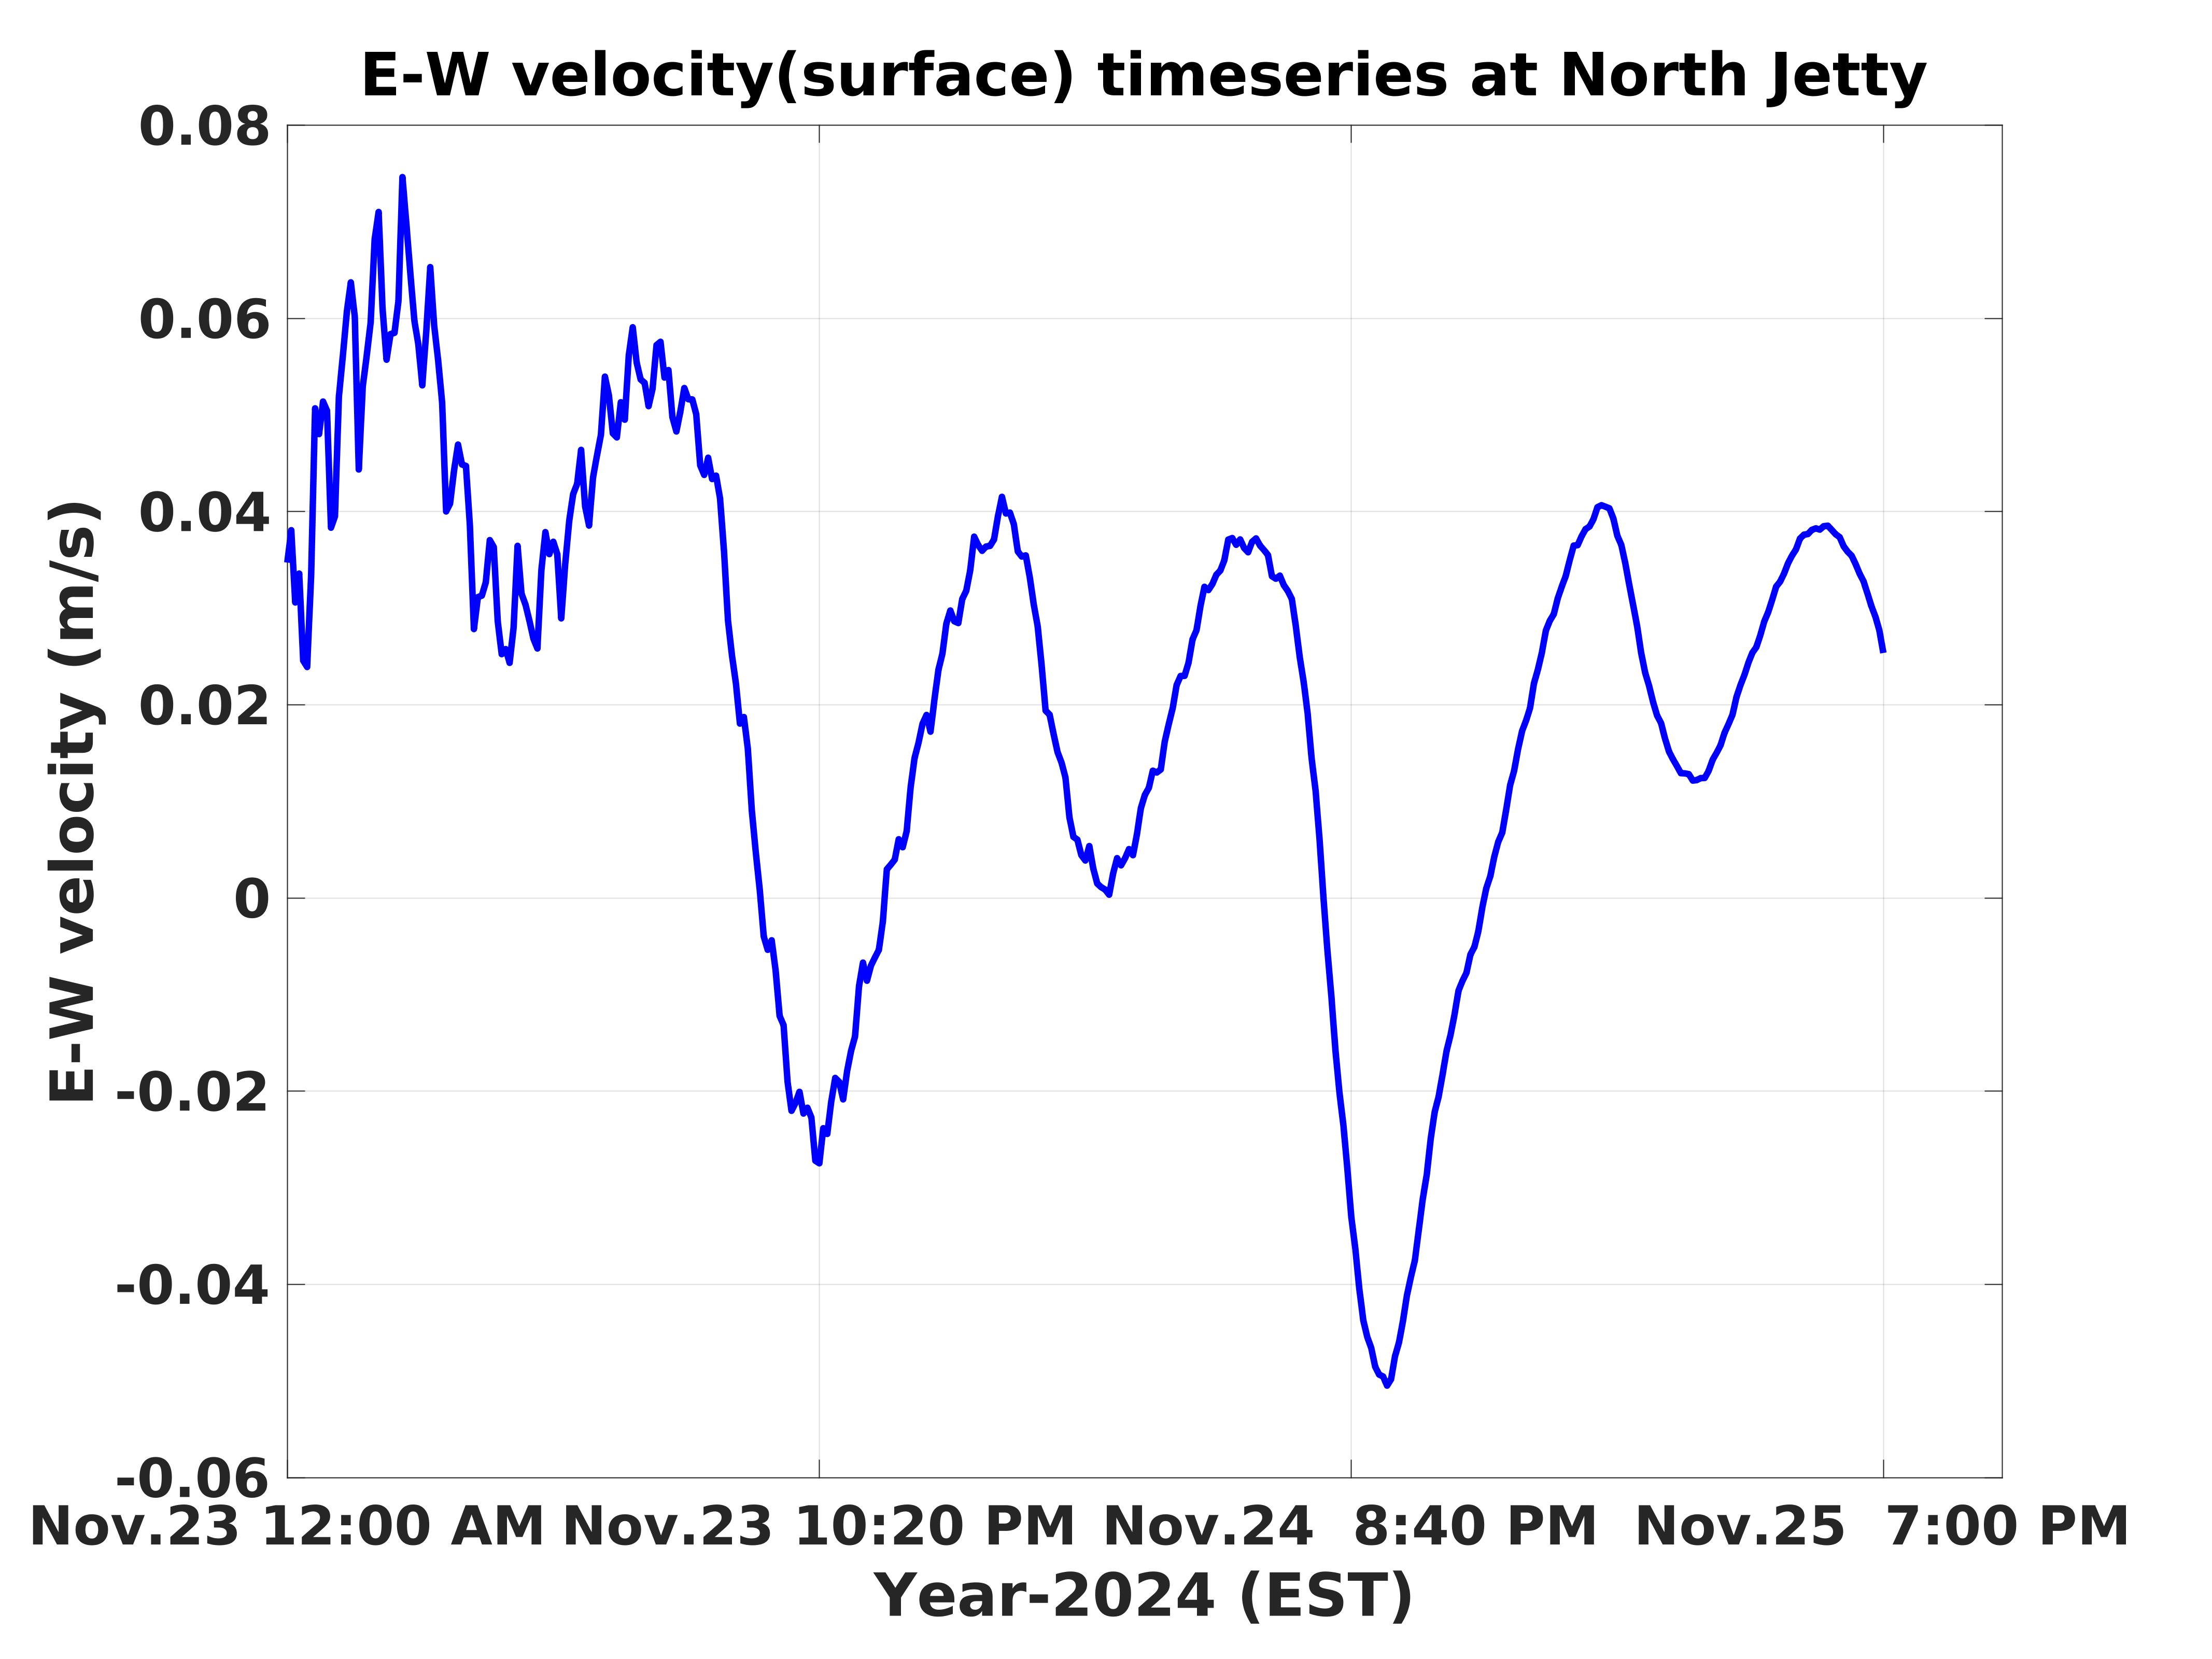 E-W velocity(surface) timeseries at North Jetty
0.08
0.06
0.04
0.02
0
-0.02
-0.04
-0.06
E-W velocity (m/s)
Nov.23 12:00 AM Nov.23 10:20 PM Nov.24 8:40 PM Nov.25 7:00 PM
Year-2024 (EST)